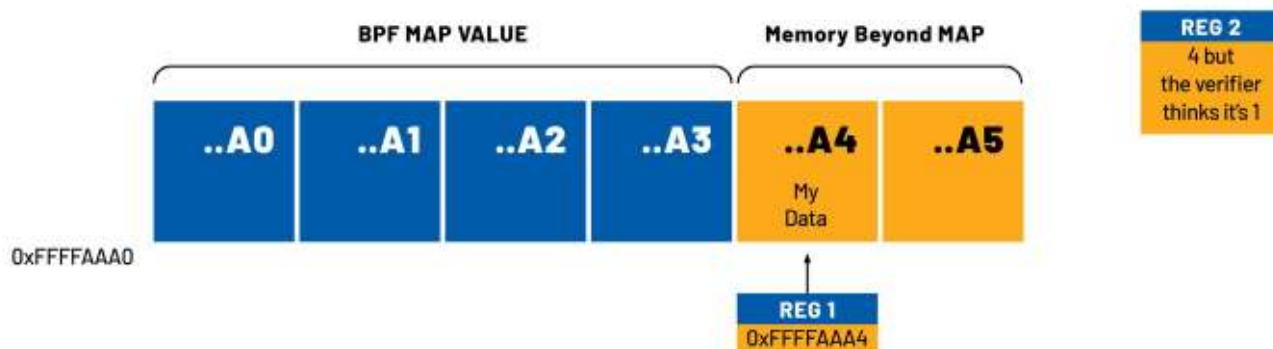 BPF MAP VALUE
Memory Beyond MAP
REG 2
4 but
the verifier
thinks it's 1
..A0
..A1
..A2
..A3
..A4
..A5
My
Data
0xFFFFAAA0
REG 1
0xFFFFAAA4